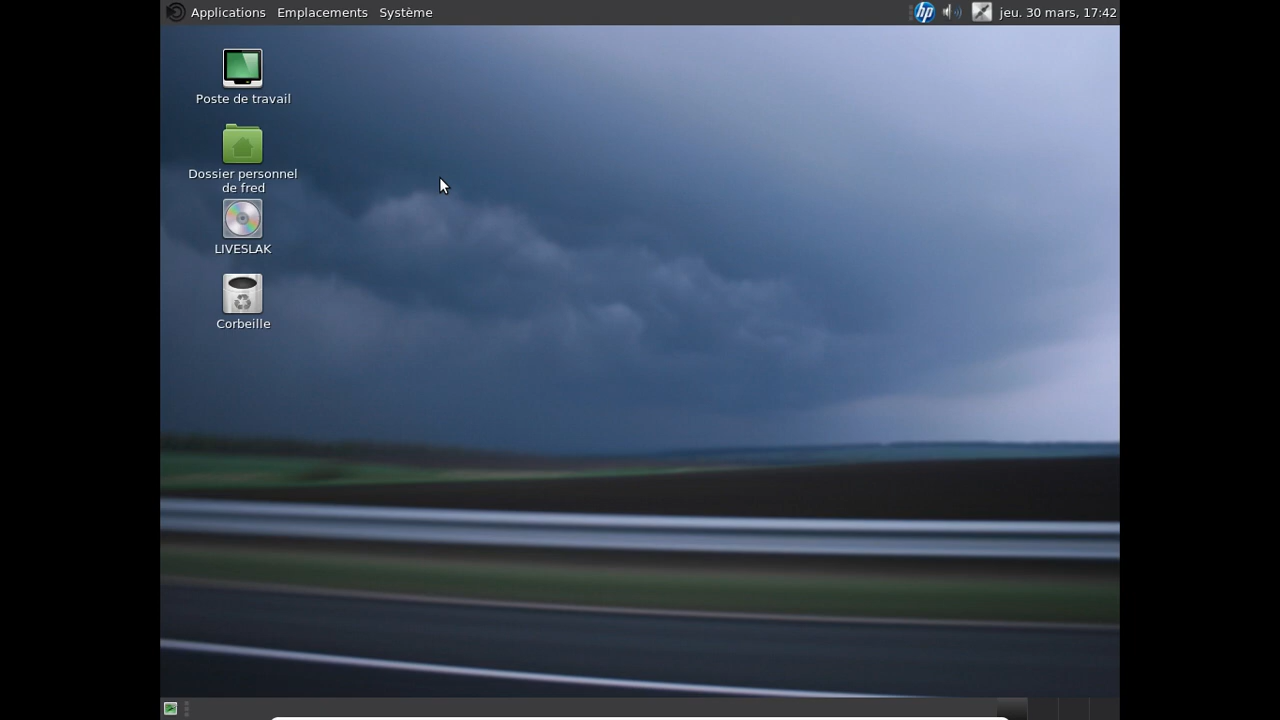 Applications Emplacements Système hp jeu. 30 mars, 17:42
Poste de travail
Dossier personnel
de fred
LIVESLAK
Corbeille